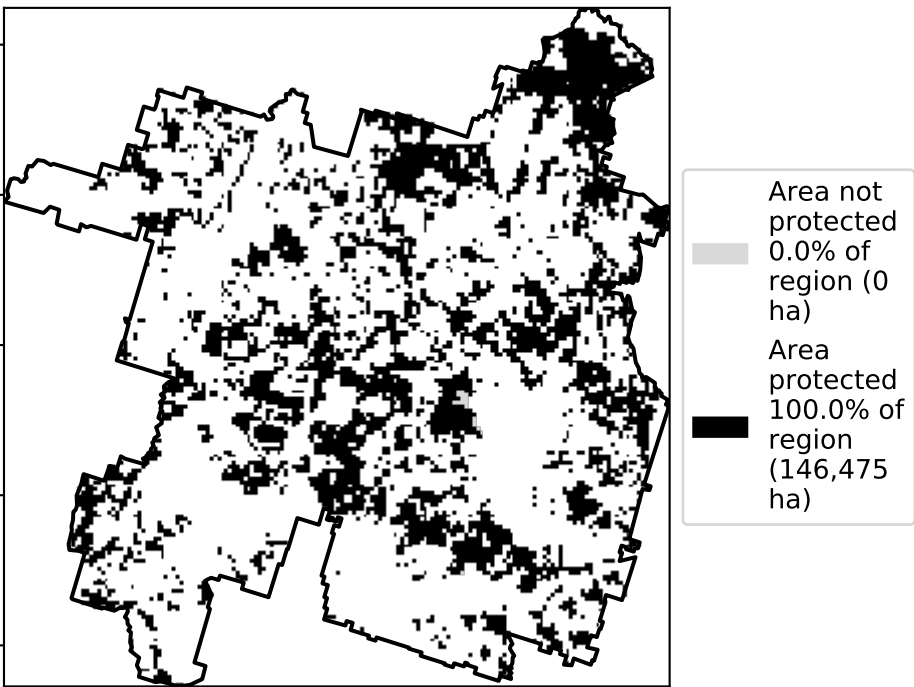 Area not
protected
0.0% of
region (0
ha)
Area
protected
100.0% of
region
(146,475
ha)